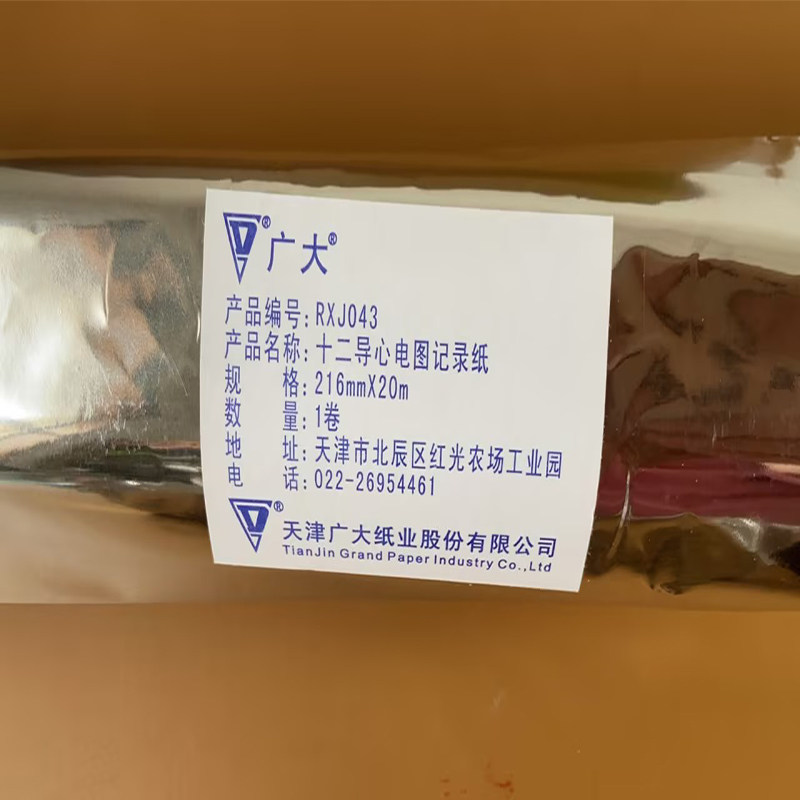 ®广大®
产品编号:RXJ043
产品名称:十二导心电图记录纸
规 格:216mmX20m
数 量:1卷
地 址:天津市北辰区红光农场工业园
电 话:022-26954461
®天津广大纸业股份有限公司
TianJin Grand Paper Industry Co.,Ltd